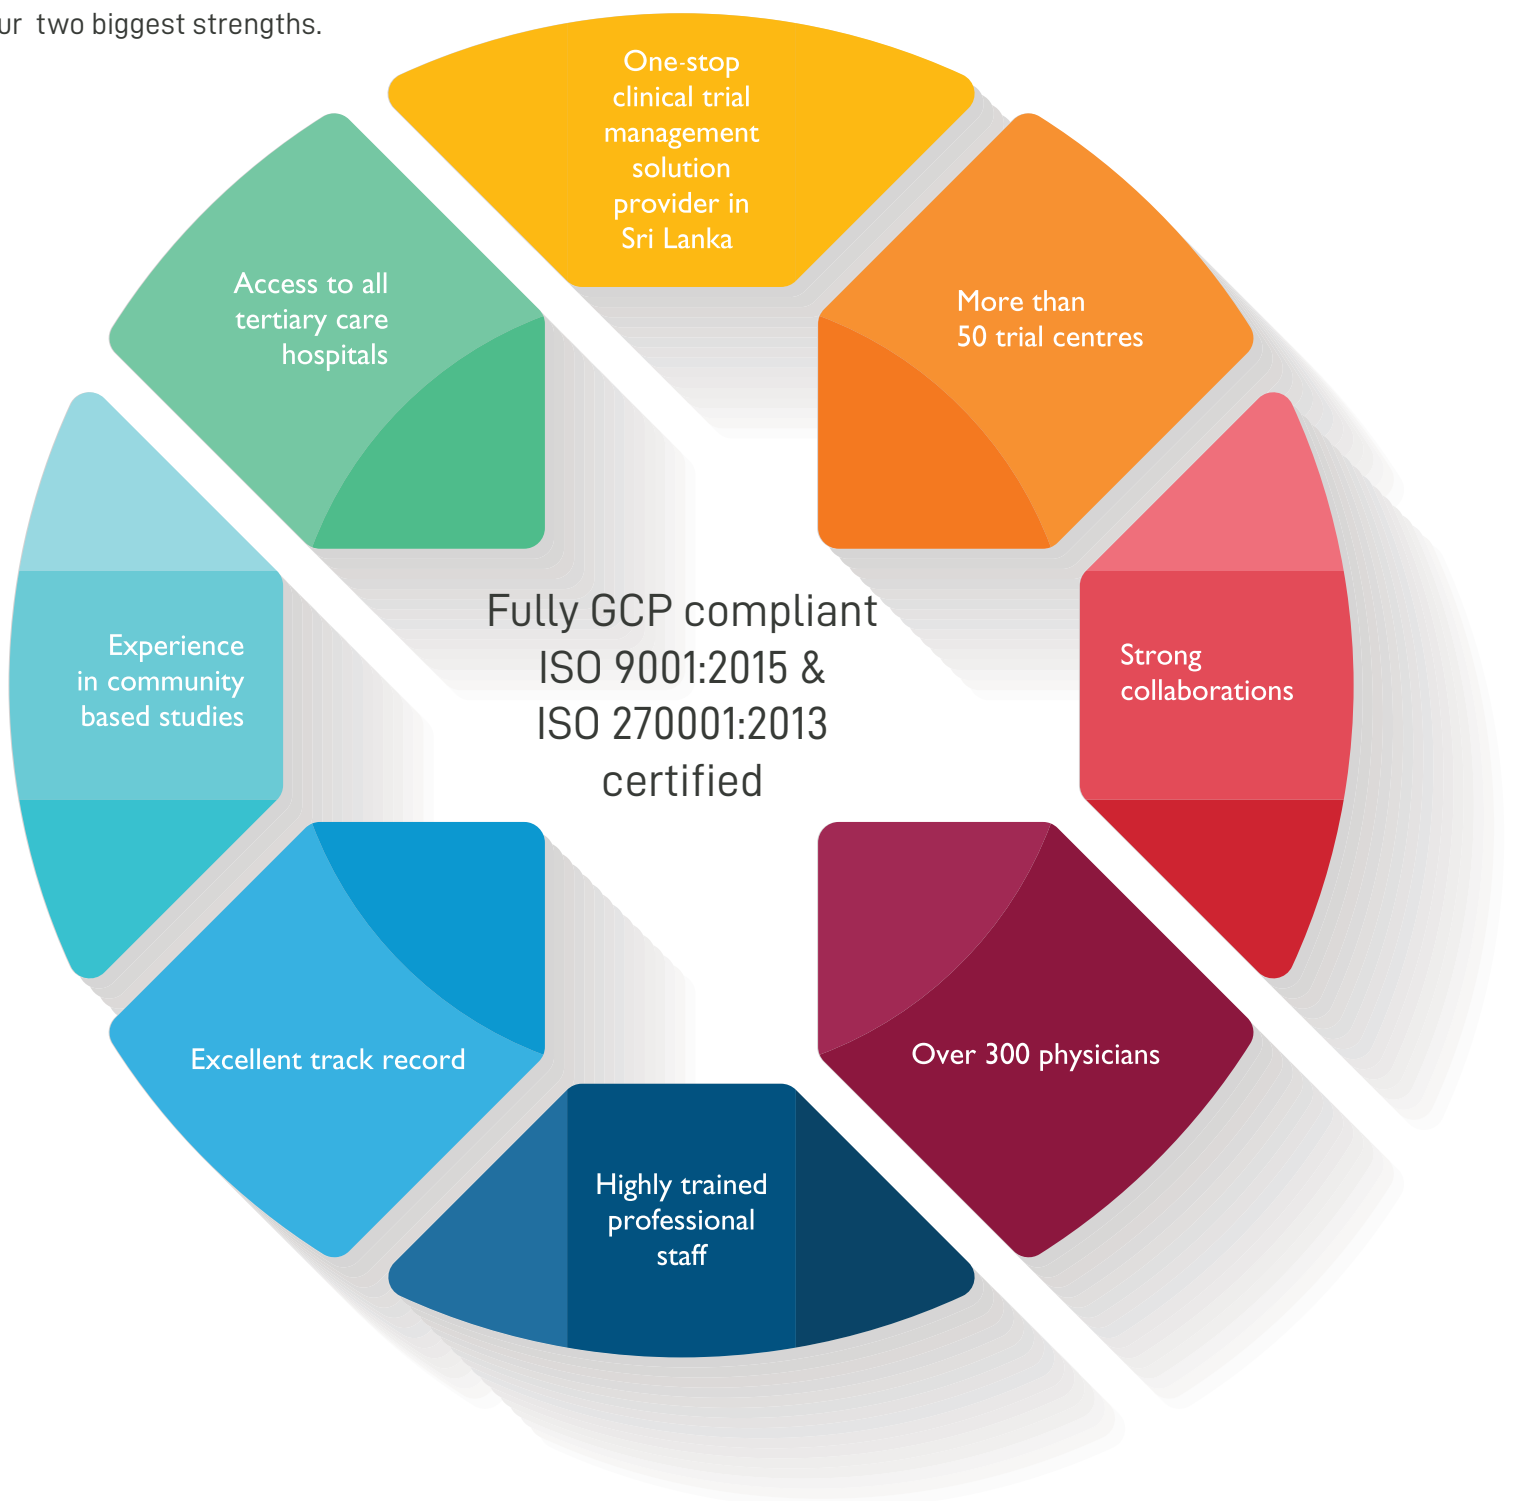 ur two biggest strengths.
One-stop
clinical trial
management
solution
provider in
Sri Lanka
More than
50 trial centres
Strong
collaborations
Over 300 physicians
Highly trained
professional
staff
Excellent track record
Experience
in community
based studies
Access to all
tertiary care
hospitals
Fully GCP compliant
ISO 9001:2015 &
ISO 270001:2013
certified